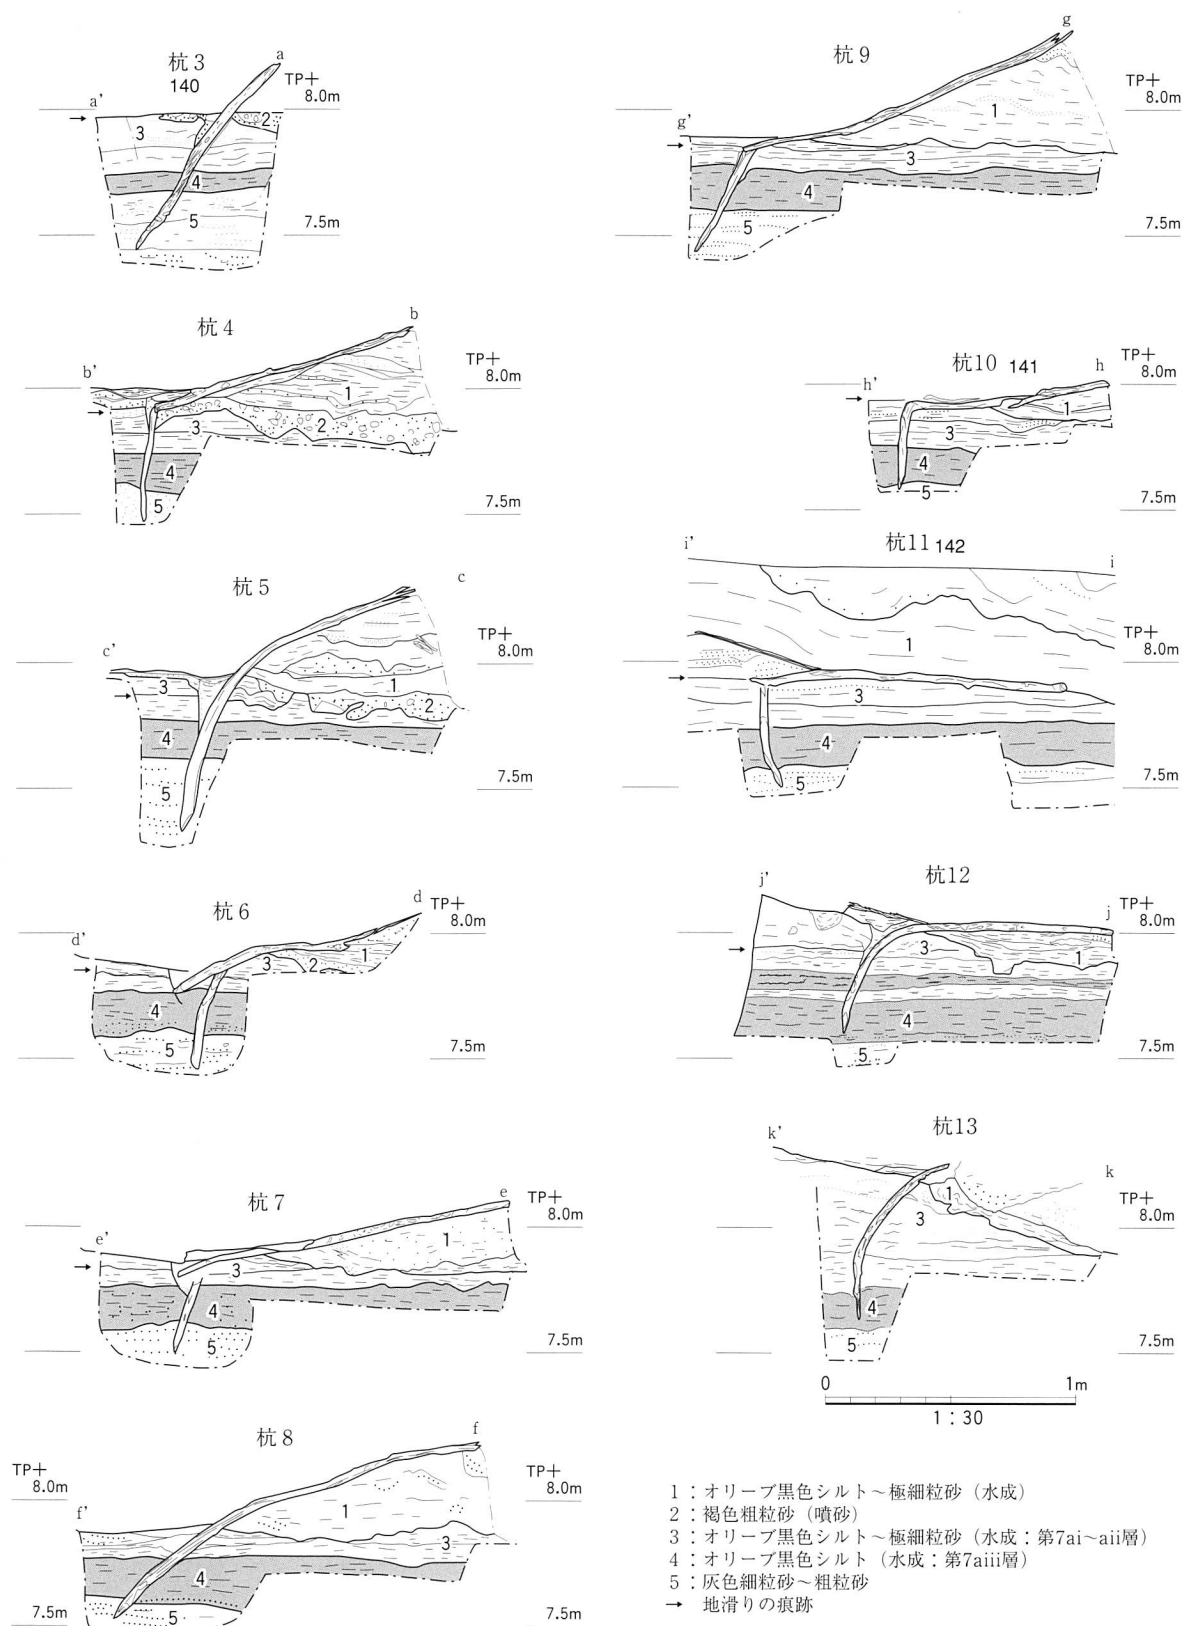 杭3
140
a
a'
TP+
8.0m
2
3
4
5
7.5m
杭4
b
b'
TP+
8.0m
1
2
3
4
5
7.5m
杭5
c
c'
TP+
8.0m
3
1
2
4
5
7.5m
杭6
d
d'
TP+
8.0m
3
2
1
4
5
7.5m
杭7
e
e'
TP+
8.0m
1
3
4
5
7.5m
杭8
f
f'
TP+
8.0m
TP+
8.0m
1
3
4
5
7.5m
7.5m
杭9
g
g'
TP+
8.0m
1
3
4
5
7.5m
杭10 141
h
h'
TP+
8.0m
1
3
4
5
7.5m
杭11 142
i'
i
TP+
8.0m
1
3
4
5
7.5m
杭12
j'
j
TP+
8.0m
3
1
4
5
7.5m
杭13
k'
k
TP+
8.0m
1
3
4
5
7.5m
0 1m
1:30
1:オリーブ黒色シルト~極細粒砂(水成)
2:褐色粗粒砂(噴砂)
3:オリーブ黒色シルト~極細粒砂(水成:第7ai~aii層)
4:オリーブ黒色シルト(水成:第7aiii層)
5:灰色細粒砂~粗粒砂
→ 地滑りの痕跡